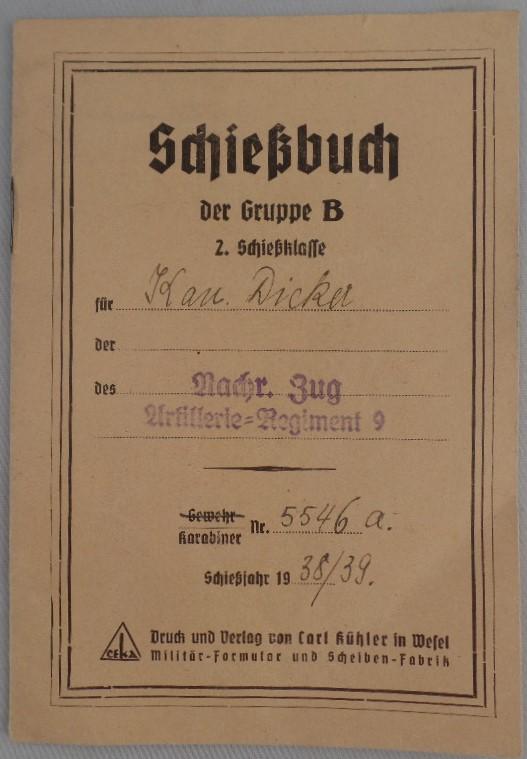 Schießbuch
der Gruppe B
2. Schießklasse
für Kan. Dicker
der
des Nachr. Zug
Artillerie=Regiment 9
Gewehr
Karabiner Nr. 5546 a.
Schießjahr 19 38/39.
CEKA
Druck und Verlag von Carl Kühler in Wesel
Militär-Formular und Scheiben-Fabrik